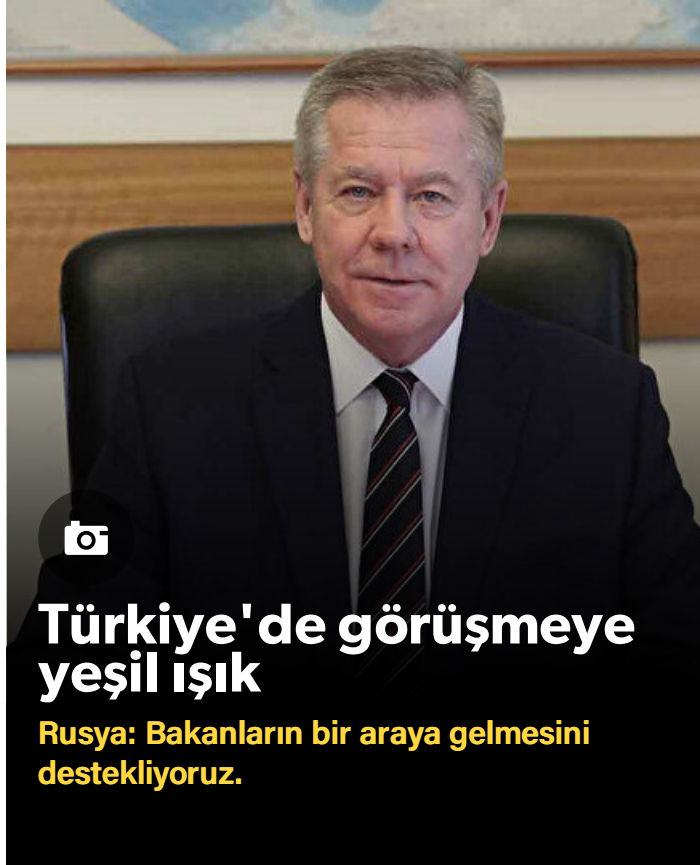 Türkiye'de görüşmeye
yeşil ışık
Rusya: Bakanların bir araya gelmesini
destekliyoruz.